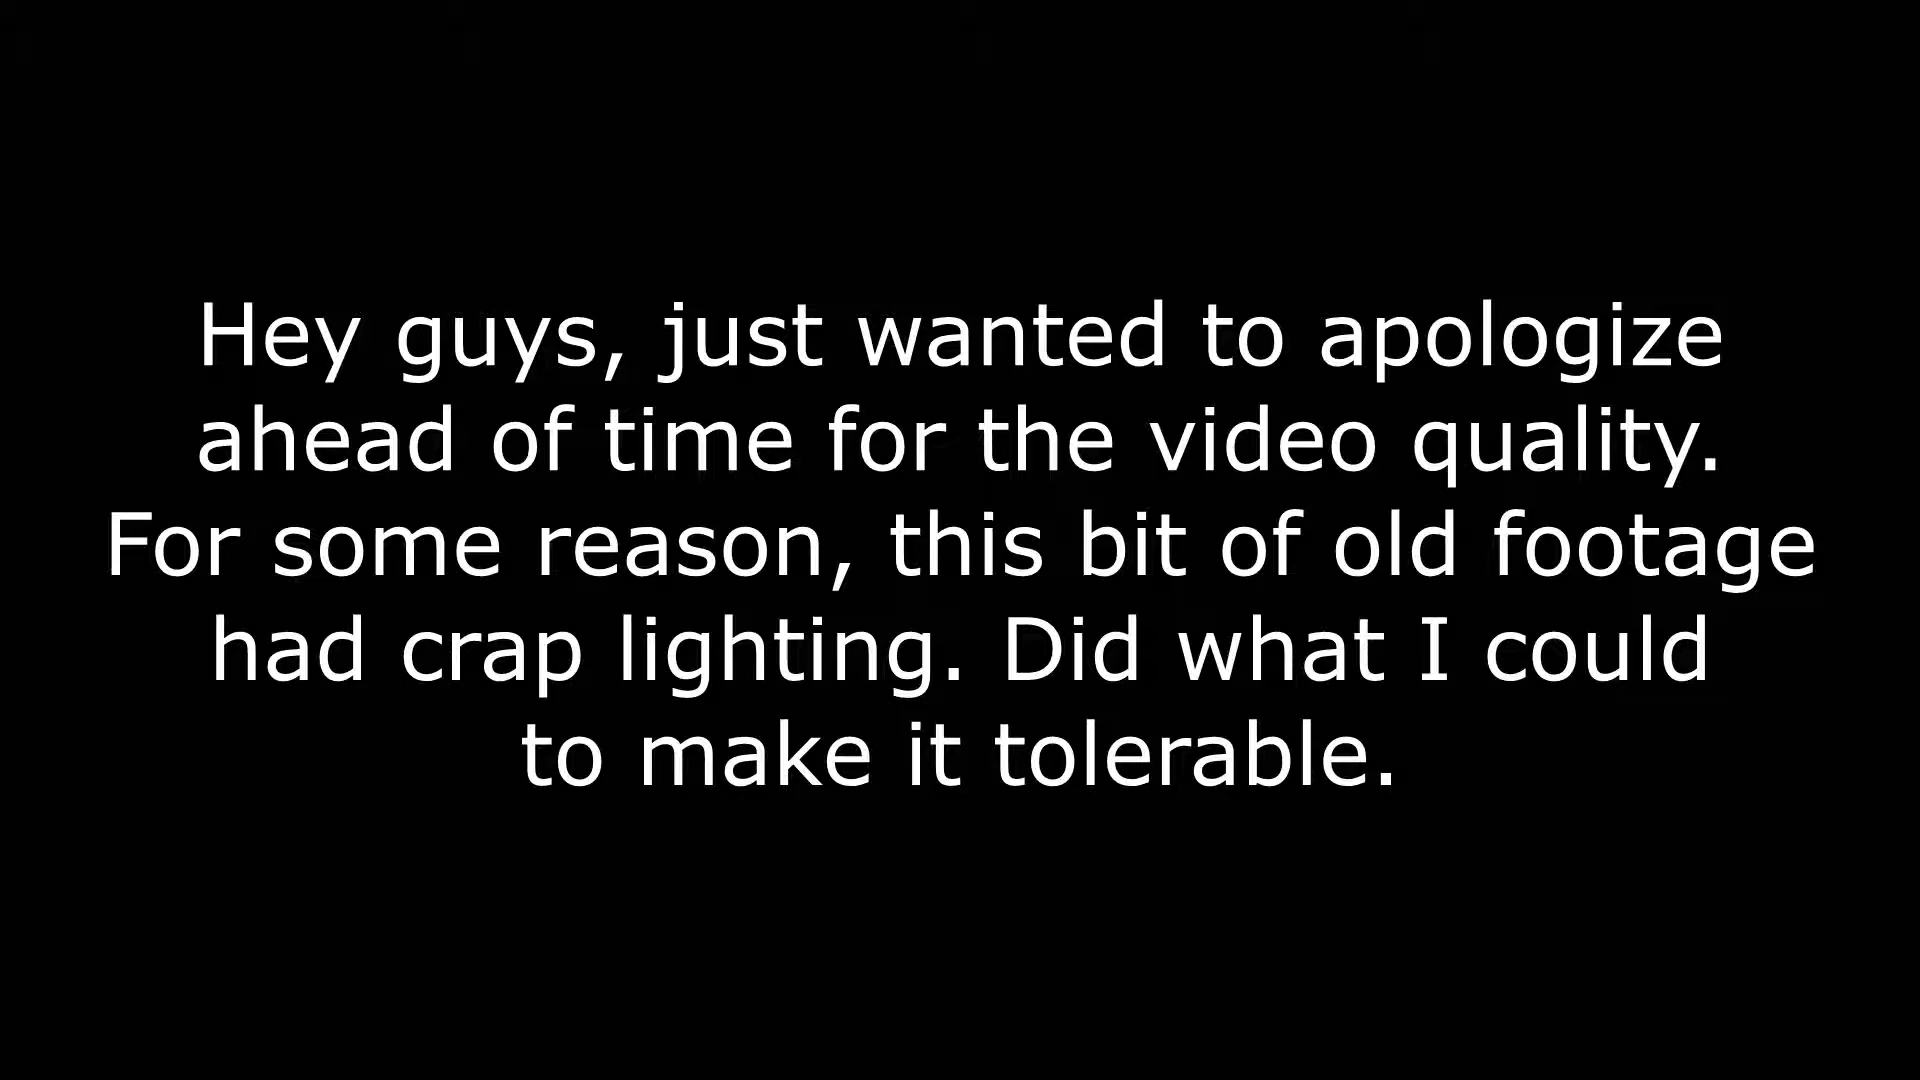 Hey guys, just wanted to apologize
ahead of time for the video quality.
For some reason, this bit of old footage
had crap lighting. Did what I could
to make it tolerable.